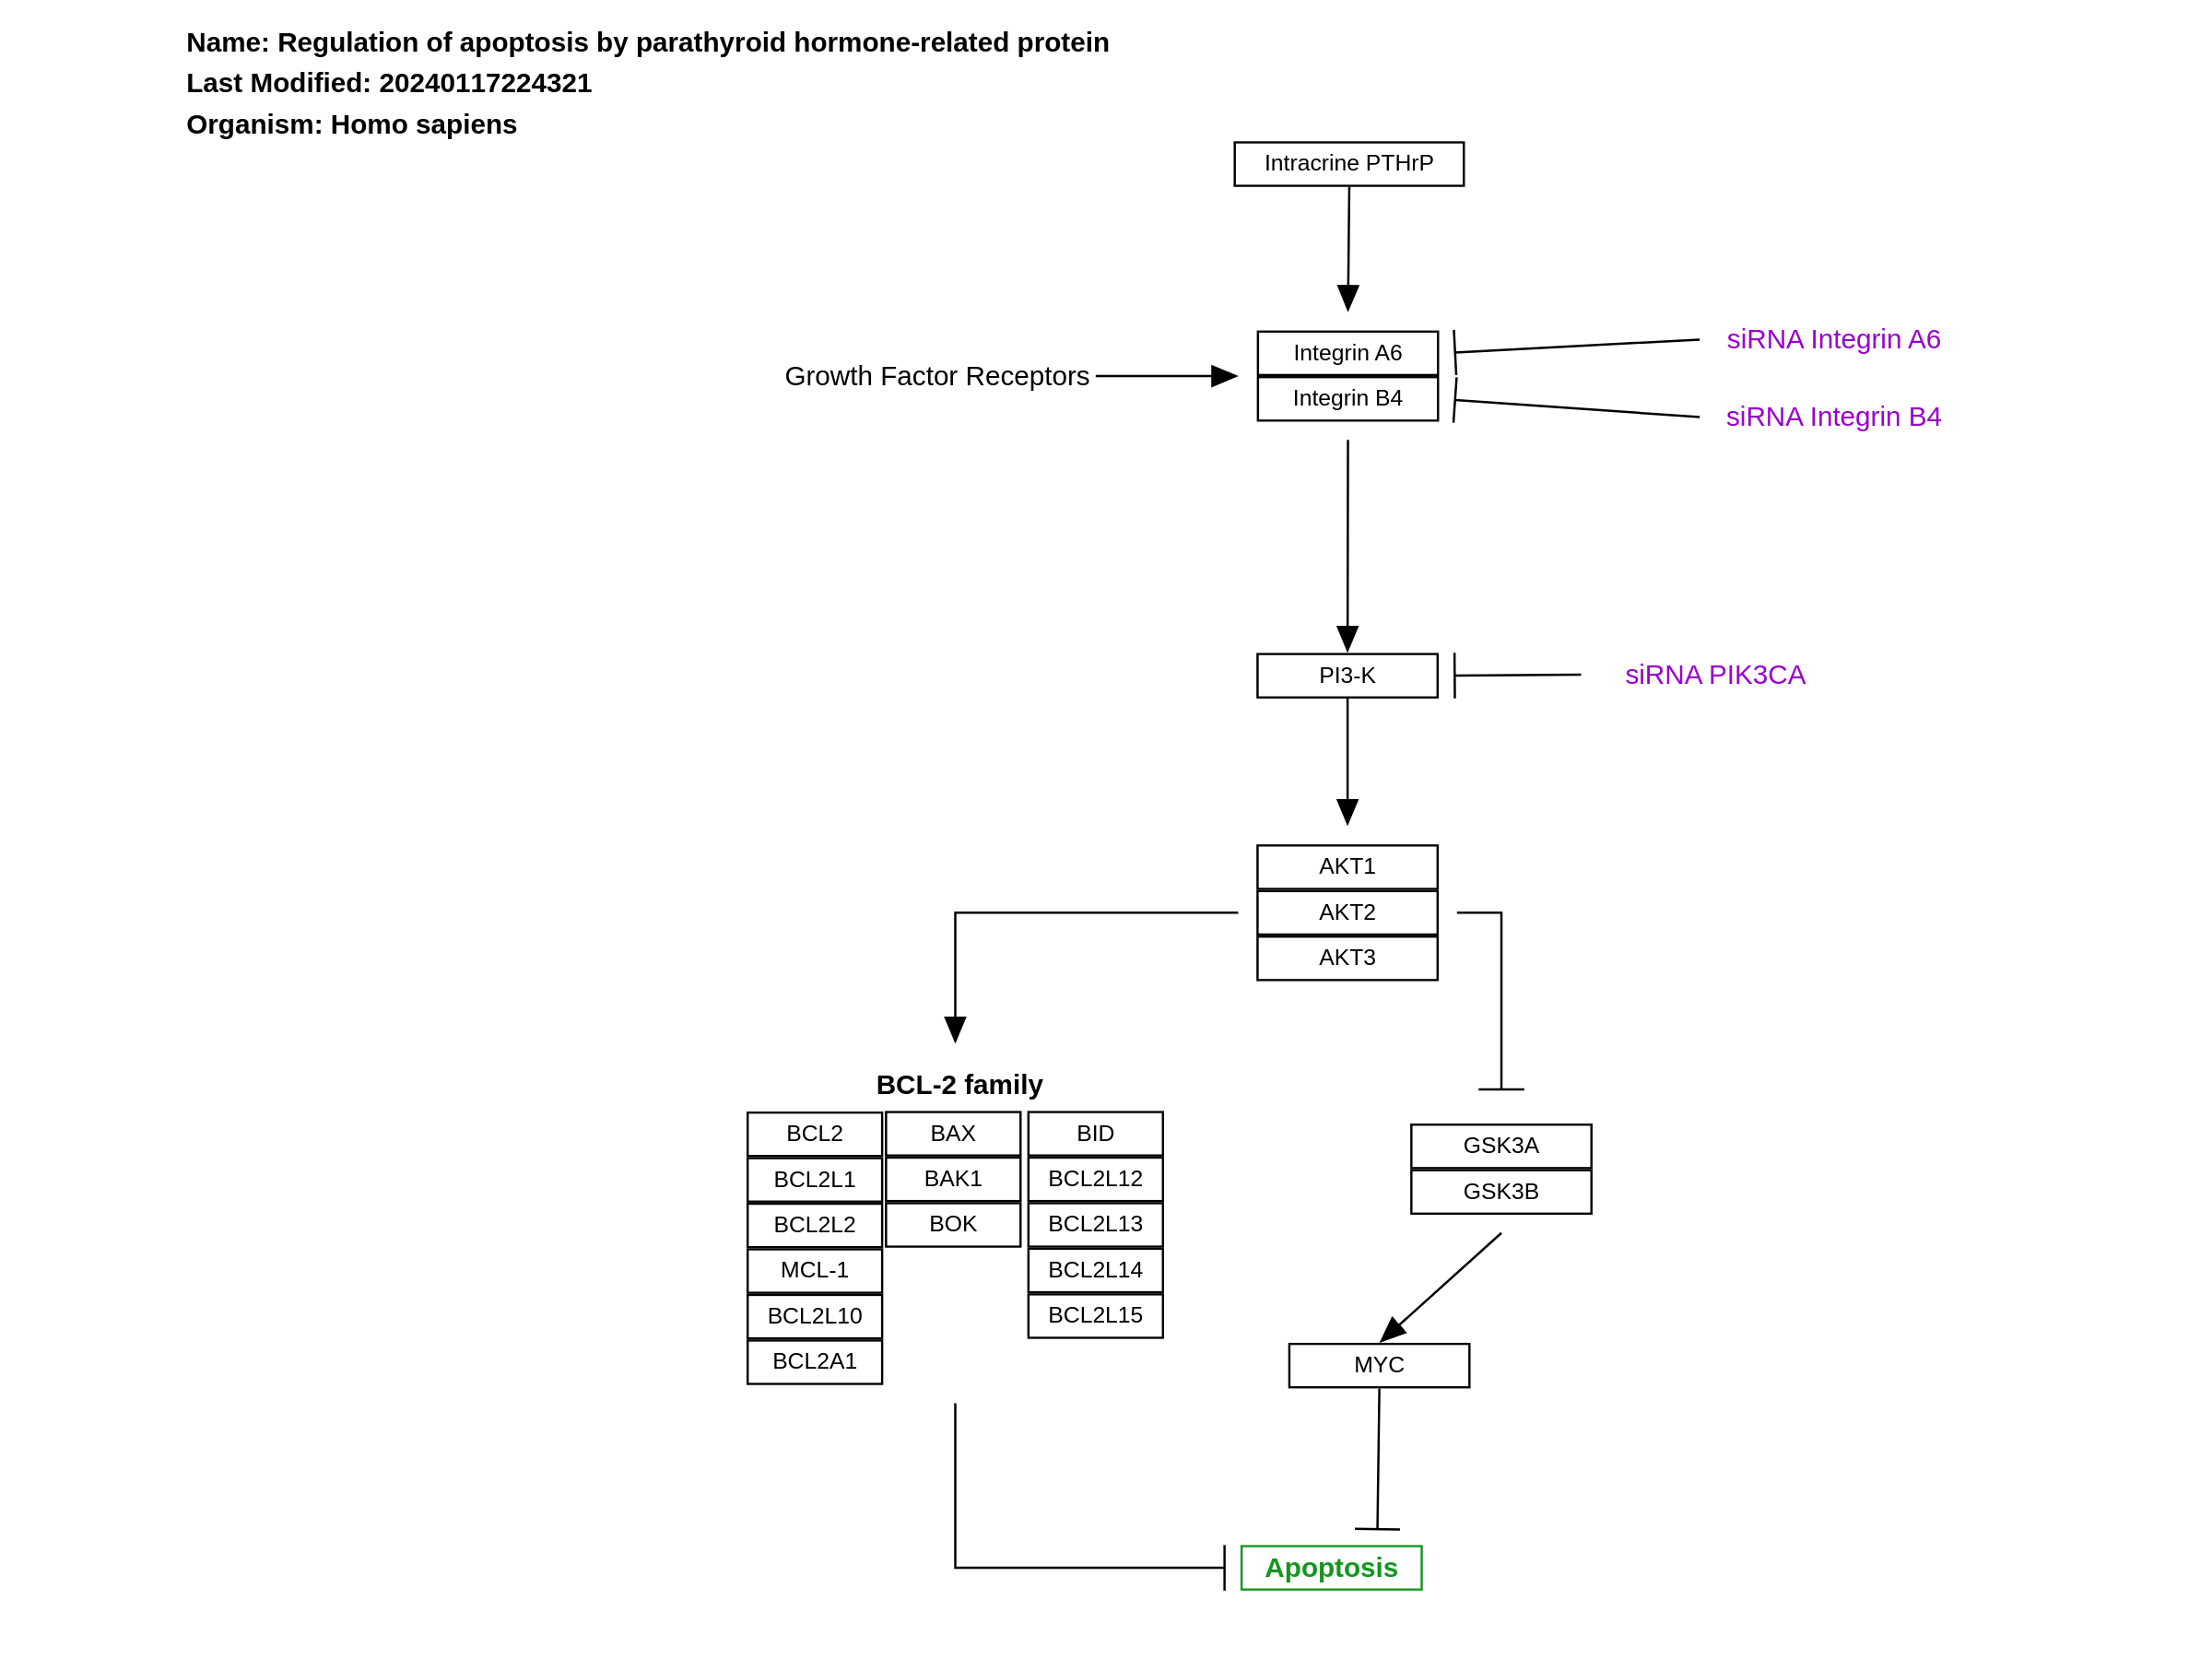 Name: Regulation of apoptosis by parathyroid hormone-related protein
Last Modified: 20240117224321
Organism: Homo sapiens
Intracrine PTHrP
Growth Factor Receptors
Integrin A6
Integrin B4
siRNA Integrin A6
siRNA Integrin B4
PI3-K
siRNA PIK3CA
AKT1
AKT2
AKT3
BCL-2 family
BCL2
BCL2L1
BCL2L2
MCL-1
BCL2L10
BCL2A1
BAX
BAK1
BOK
BID
BCL2L12
BCL2L13
BCL2L14
BCL2L15
GSK3A
GSK3B
MYC
Apoptosis